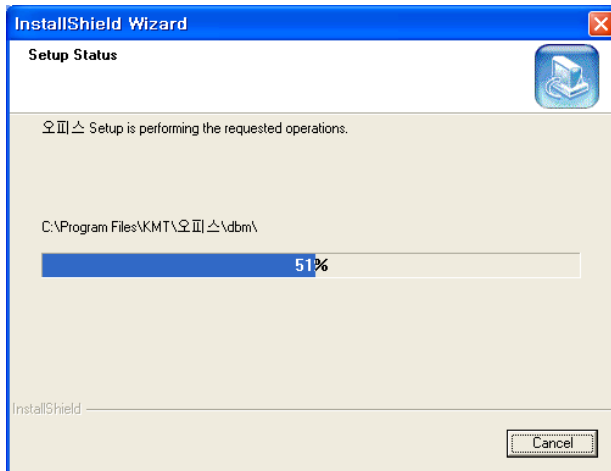 InstallShield Wizard
Setup Status
오피스 Setup is performing the requested operations.
C:\Program Files\KMT\오피스\dbm\
51%
InstallShield
Cancel